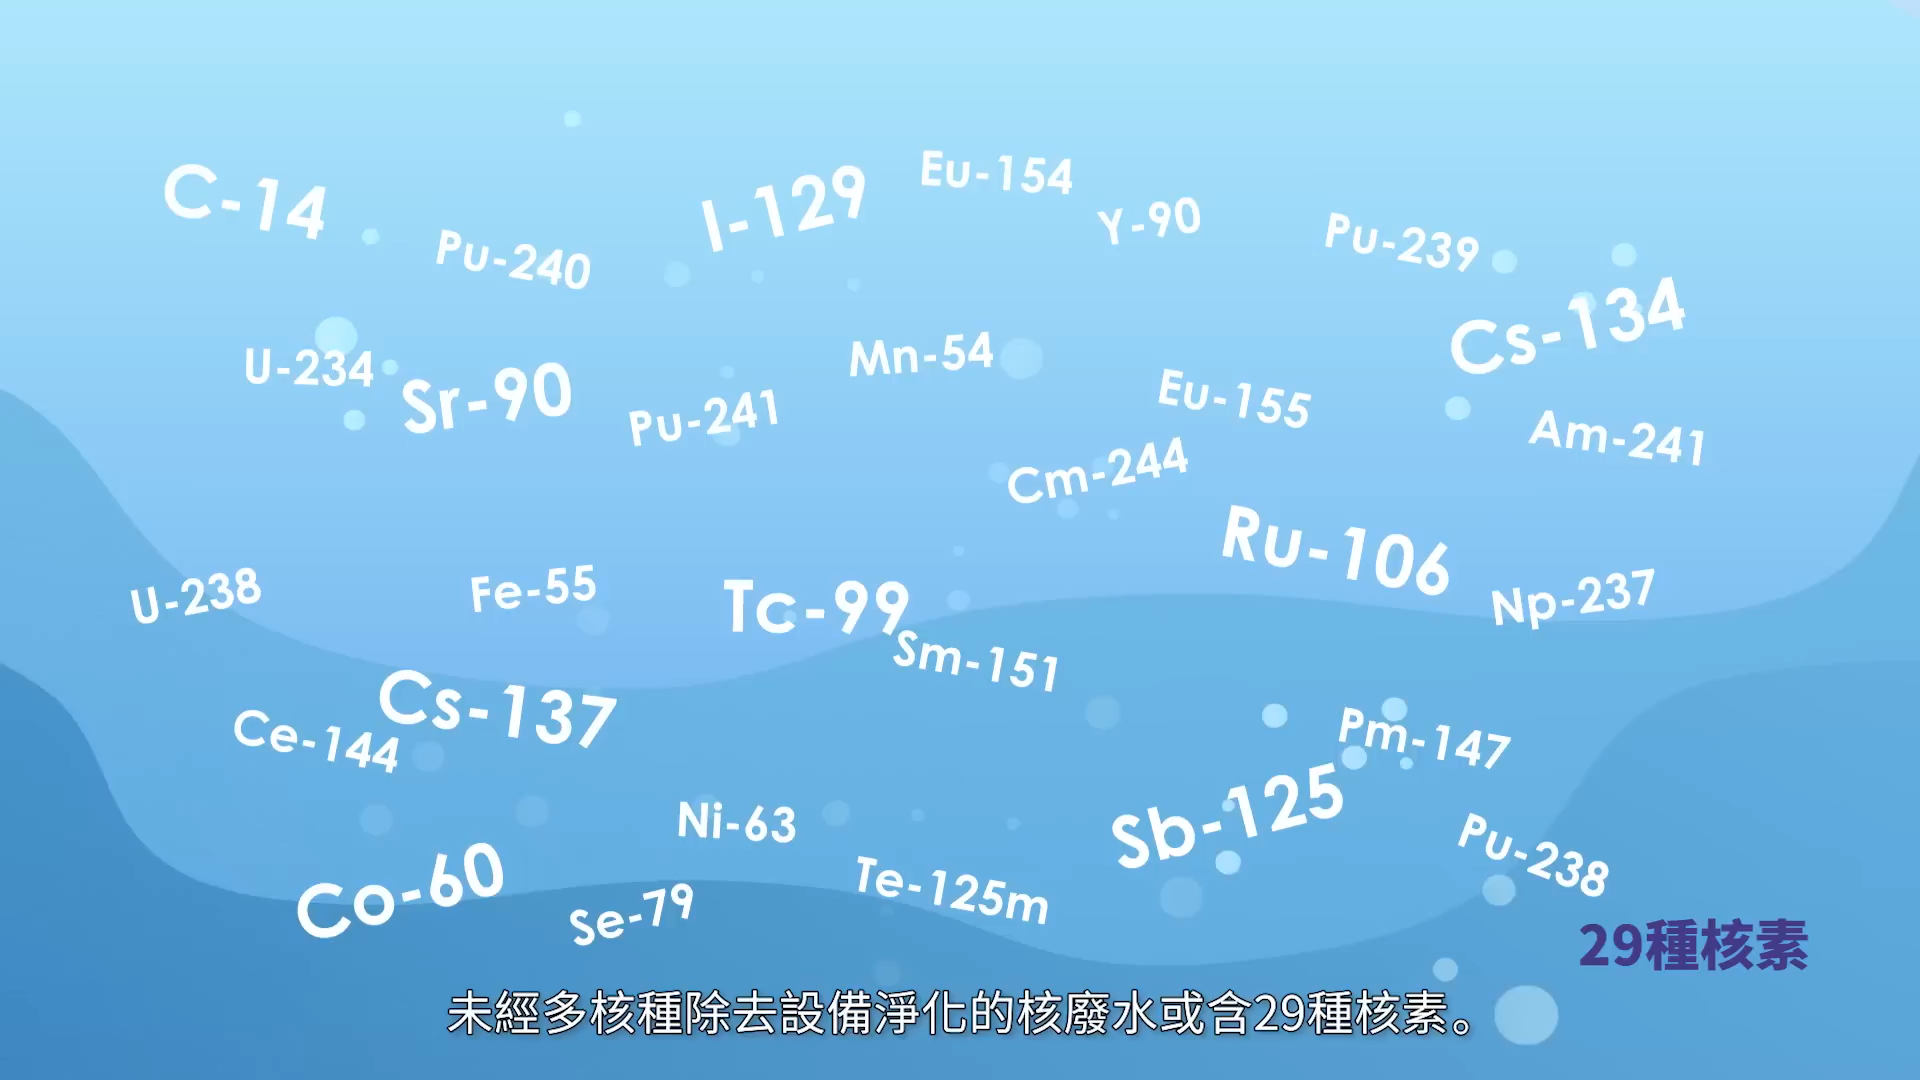 C-14
I-129
Eu-154
Y-90
Pu-240
Pu-239
Cs-134
U-234
Sr-90
Mn-54
Pu-241
Eu-155
Am-241
Cm-244
Ru-106
U-238
Fe-55
Tc-99
Np-237
Sm-151
Cs-137
Ce-144
Pm-147
Ni-63
Sb-125
Pu-238
Co-60
Se-79
Te-125m
29種核素
未經多核種除去設備淨化的核廢水或含29種核素。